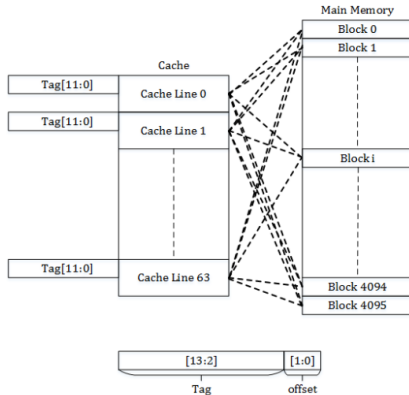 Main Memory
Block 0
Block 1
Cache
Tag[11:0]
Cache Line 0
Tag[11:0]
Cache Line 1
Block i
Tag[11:0]
Cache Line 63
Block 4094
Block 4095
[13:2]
[1:0]
Tag
offset